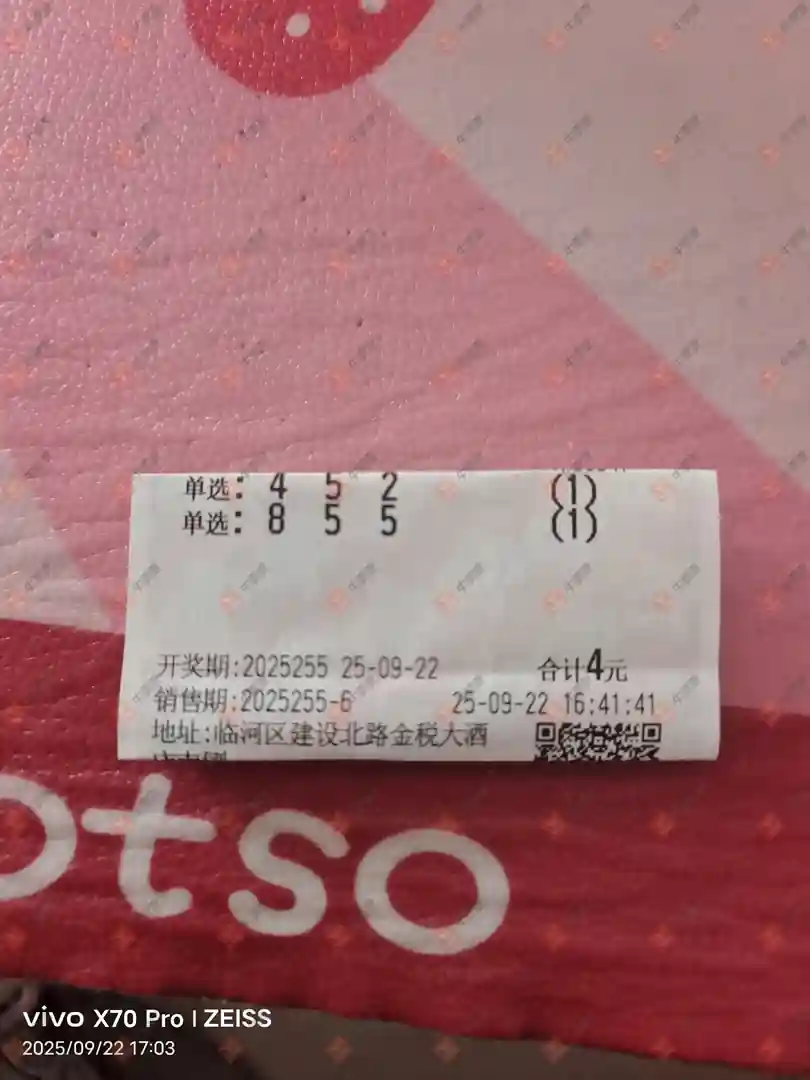 单选: 4 5 2 (1)
单选: 8 5 5 (1)
开奖期:2025255 25-09-22 合计4元
销售期:2025255-6 25-09-22 16:41:41
地址:临河区建设北路金税大酒
otso
vivo X70 Pro | ZEISS
2025/09/22 17:03